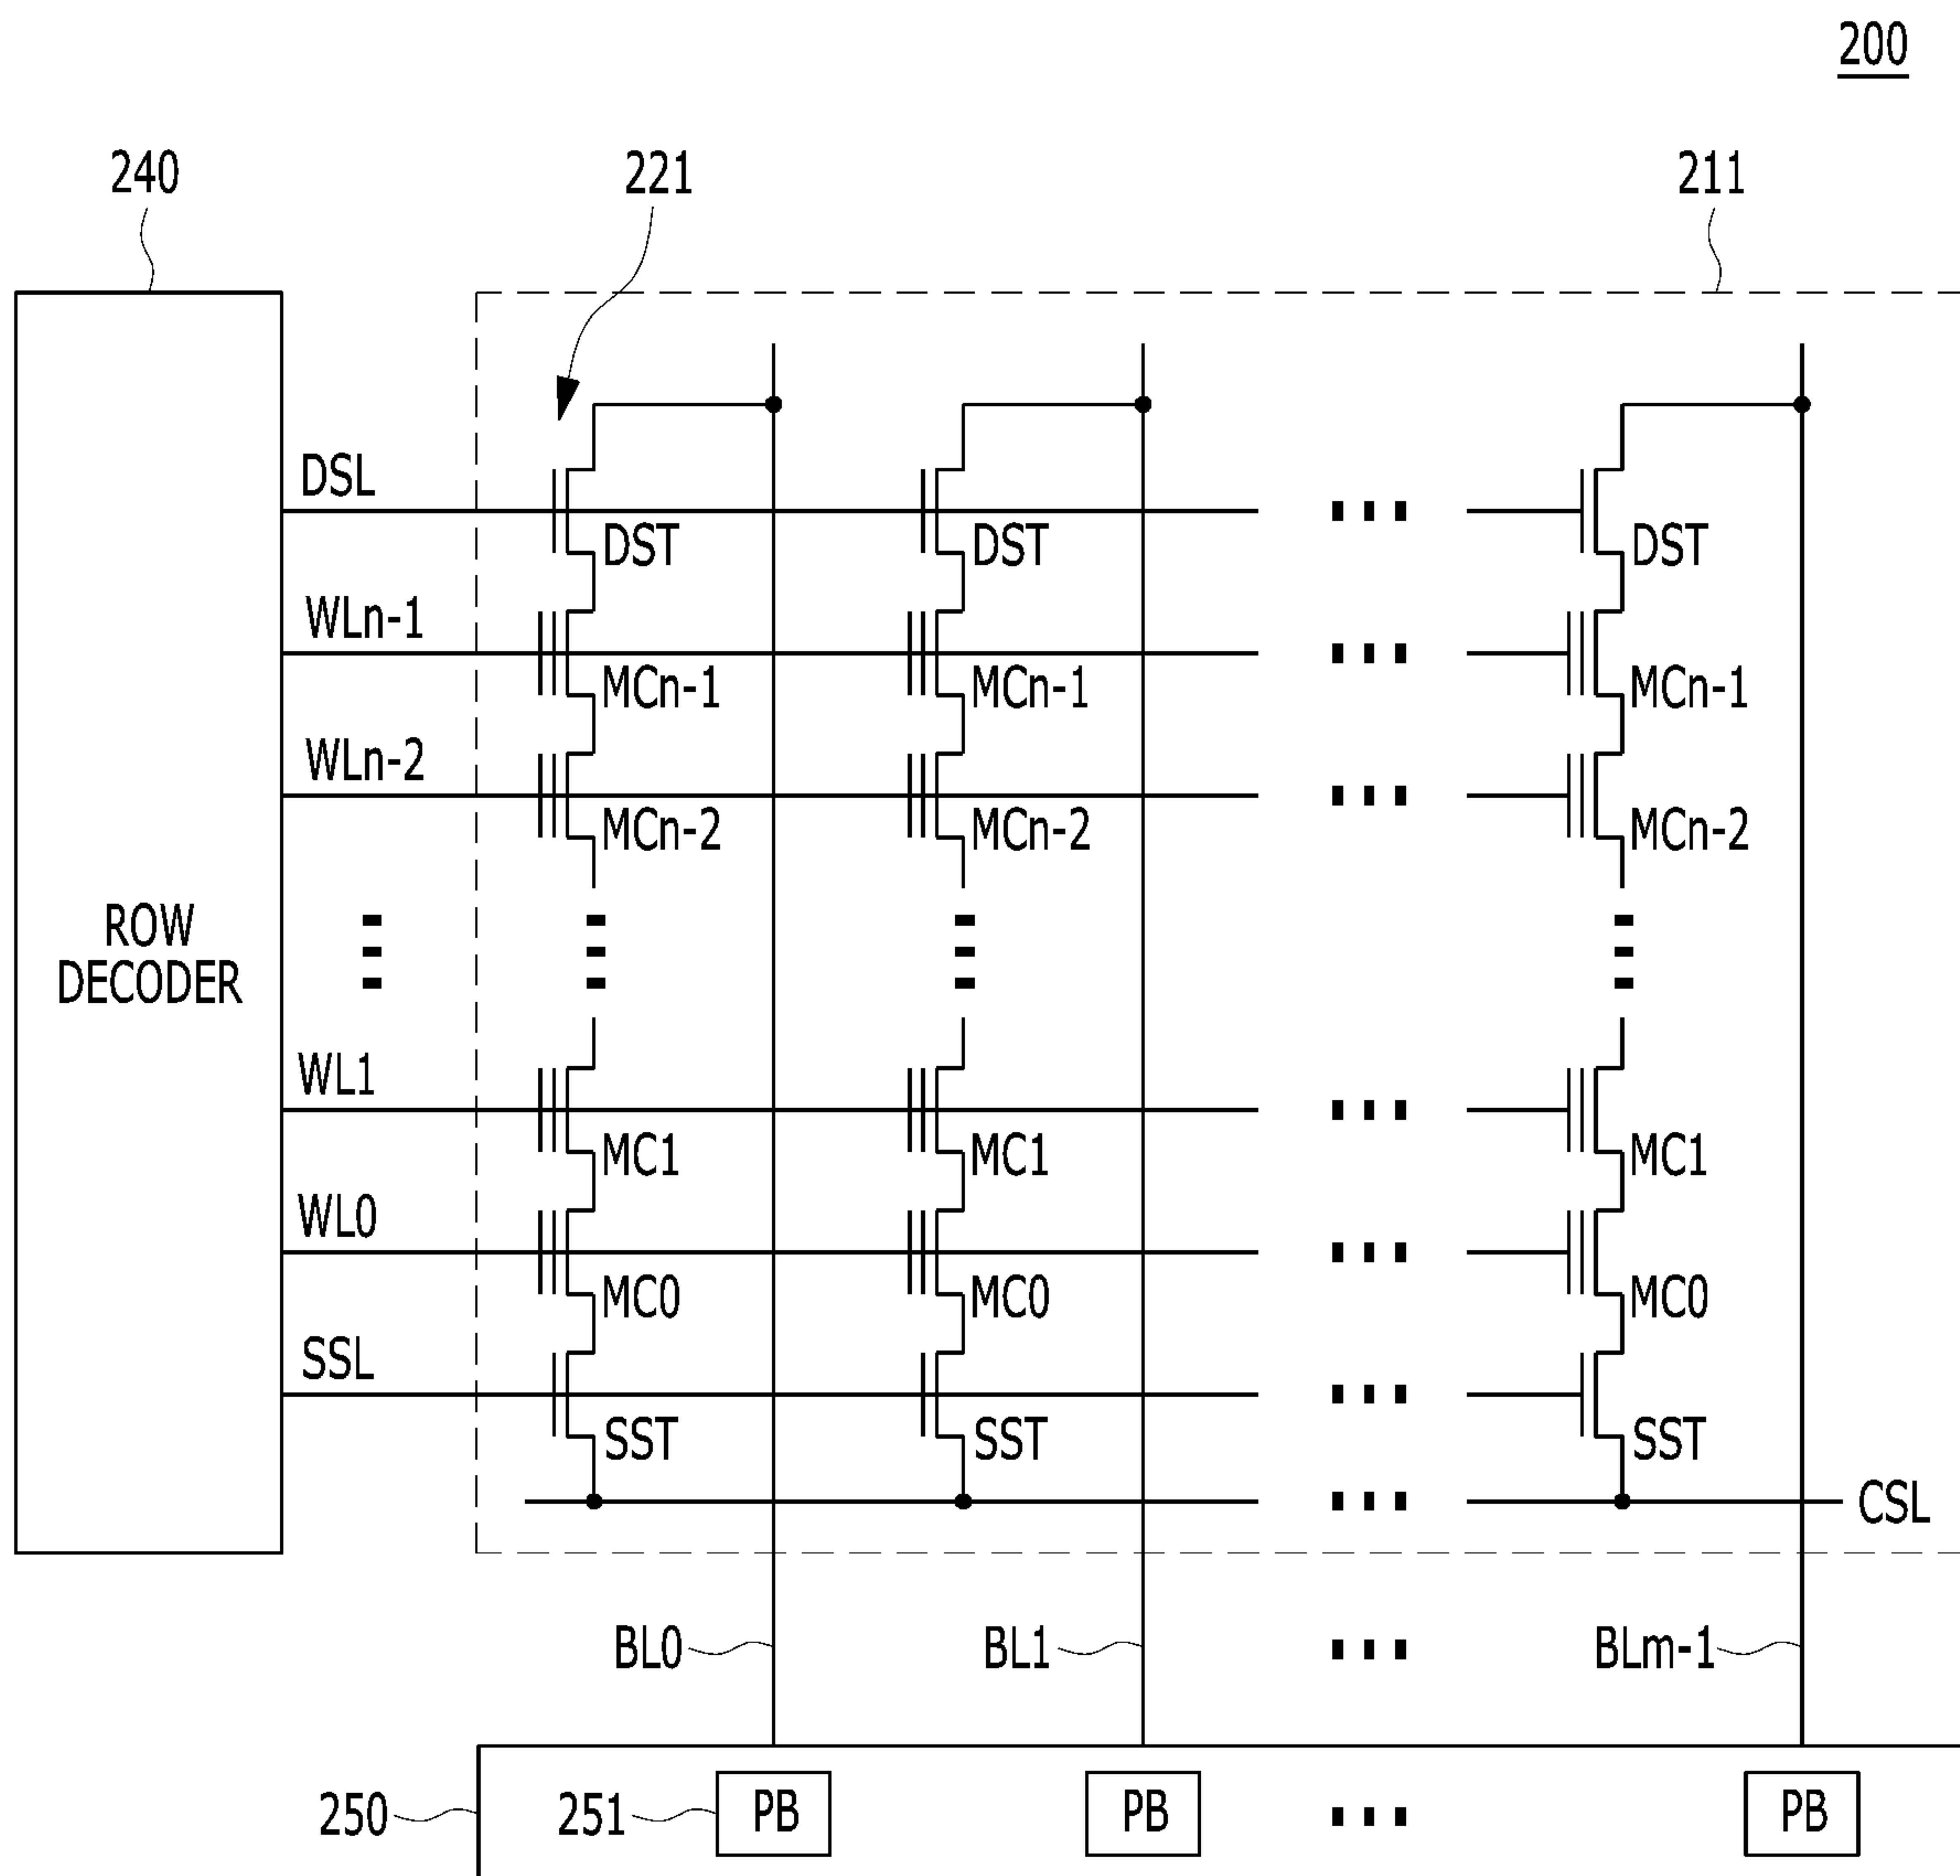 200
240
221
211
DSL
DST DST DST
WLn-1
MCn-1 MCn-1 MCn-1
WLn-2
MCn-2 MCn-2 MCn-2
ROW
DECODER
WL1
MC1 MC1 MC1
WL0
MC0 MC0 MC0
SSL
SST SST SST
CSL
BL0 BL1 BLm-1
250 251 PB PB PB